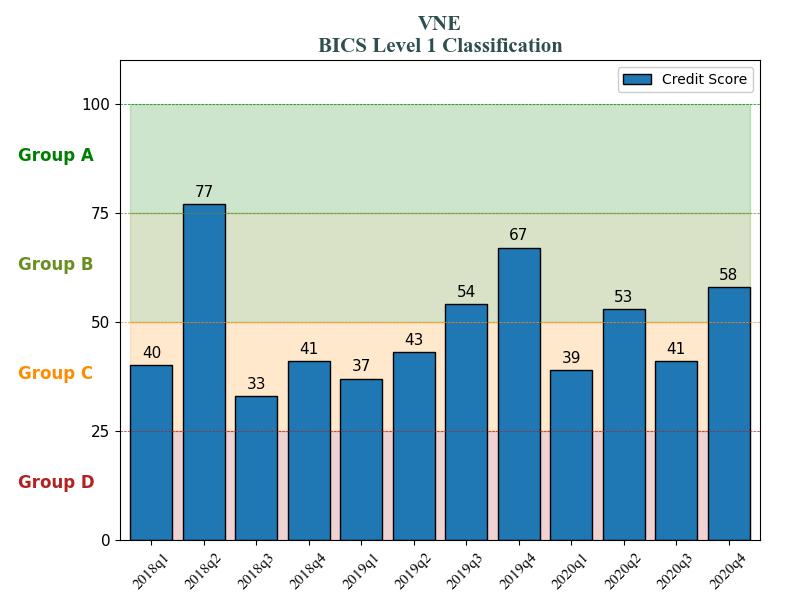 VNE
BICS Level 1 Classification
Credit Score
100
Group A
77
75
67
Group B
58
54
53
50
43
41
41
40
39
37
Group C
33
25
Group D
0
2018q1
2018q2
2018q3
2018q4
2019q1
2019q2
2019q3
2019q4
2020q1
2020q2
2020q3
2020q4